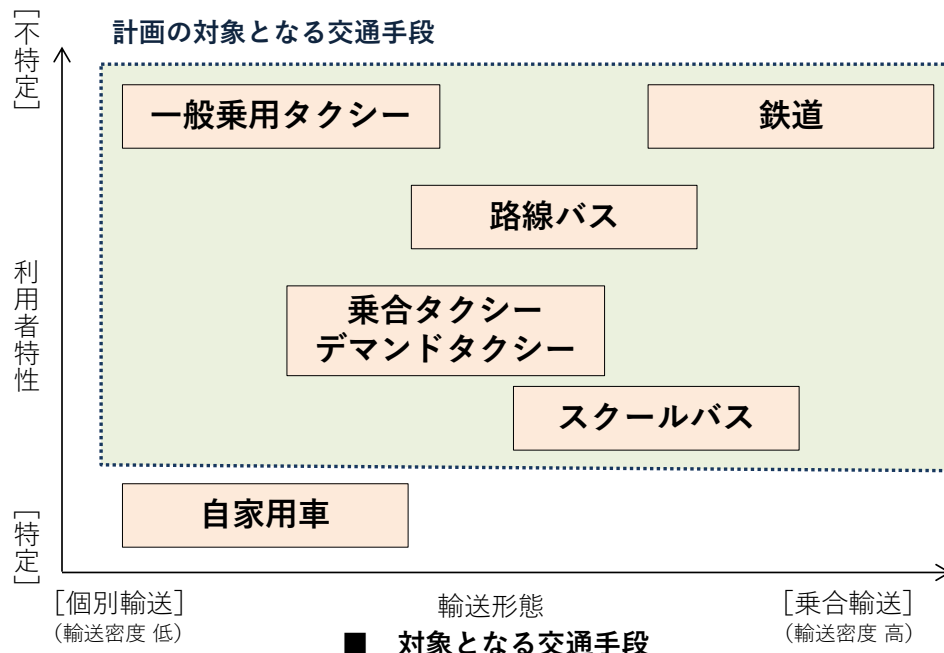 計画の対象となる交通手段
[不特定]
一般乗用タクシー
鉄道
路線バス
利用者特性
乗合タクシー
デマンドタクシー
スクールバス
自家用車
[特定]
[個別輸送]
(輸送密度 低)
輸送形態
[乗合輸送]
(輸送密度 高)
■ 対象となる交通手段